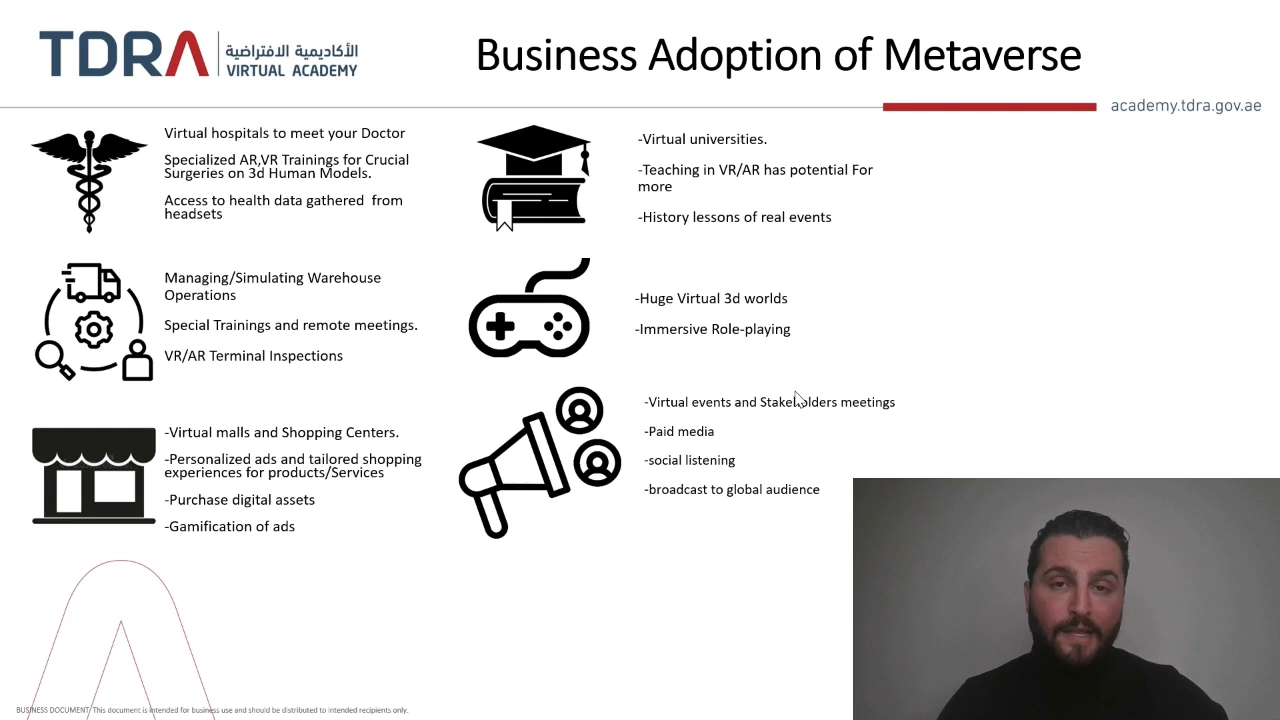 TDRA
الأكاديمية الافتراضية
VIRTUAL ACADEMY
Business Adoption of Metaverse
academy.tdra.gov.ae
Virtual hospitals to meet your Doctor
Specialized AR,VR Trainings for Crucial
Surgeries on 3d Human Models.
Access to health data gathered from
headsets
-Virtual universities.
-Teaching in VR/AR has potential For
more
-History lessons of real events
Managing/Simulating Warehouse
Operations
Special Trainings and remote meetings.
VR/AR Terminal Inspections
-Huge Virtual 3d worlds
-Immersive Role-playing
-Virtual malls and Shopping Centers.
-Personalized ads and tailored shopping
experiences for products/Services
-Purchase digital assets
-Gamification of ads
-Virtual events and Stakeholders meetings
-Paid media
-social listening
-broadcast to global audience
BUSINESS DOCUMENT This document is intended for business use and should be distributed to intended recipients only.